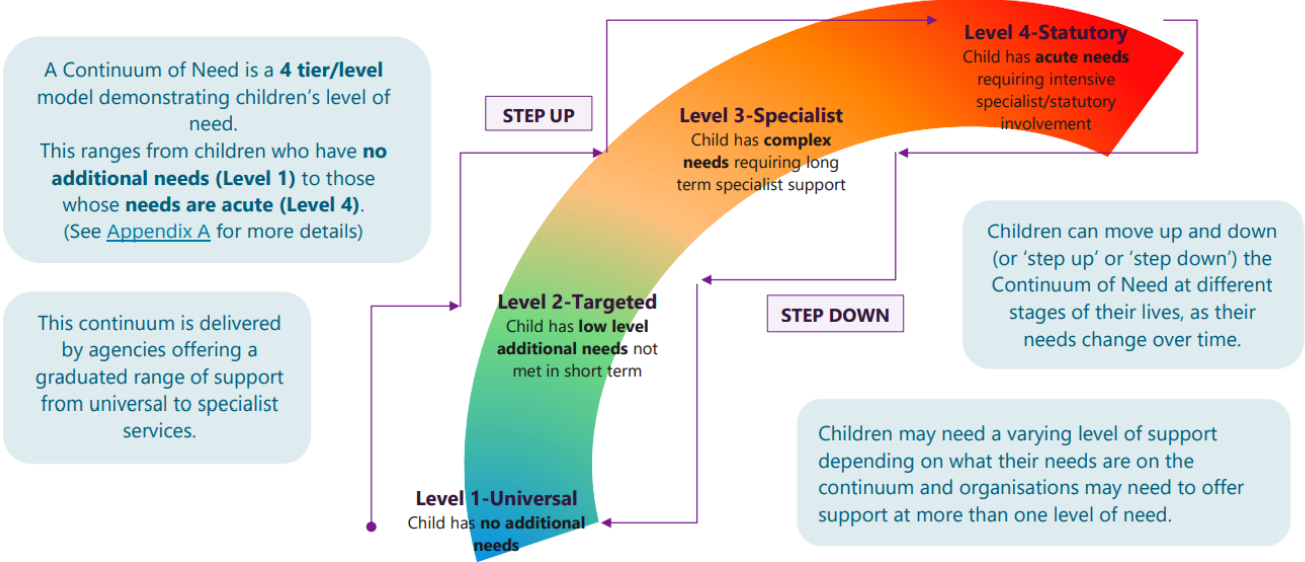 A Continuum of Need is a 4 tier/level
model demonstrating children's level of
need.
This ranges from children who have no
additional needs (Level 1) to those
whose needs are acute (Level 4).
(See Appendix A for more details)
This continuum is delivered
by agencies offering a
graduated range of support
from universal to specialist
services.
STEP UP
Level 4-Statutory
Child has acute needs
requiring intensive
specialist/statutory
involvement
Level 3-Specialist
Child has complex
needs requiring long
term specialist support
Level 2-Targeted
Child has low level
additional needs not
met in short term
Level 1-Universal
Child has no additional
needs
STEP DOWN
Children can move up and down
(or 'step up' or 'step down') the
Continuum of Need at different
stages of their lives, as their
needs change over time.
Children may need a varying level of support
depending on what their needs are on the
continuum and organisations may need to offer
support at more than one level of need.